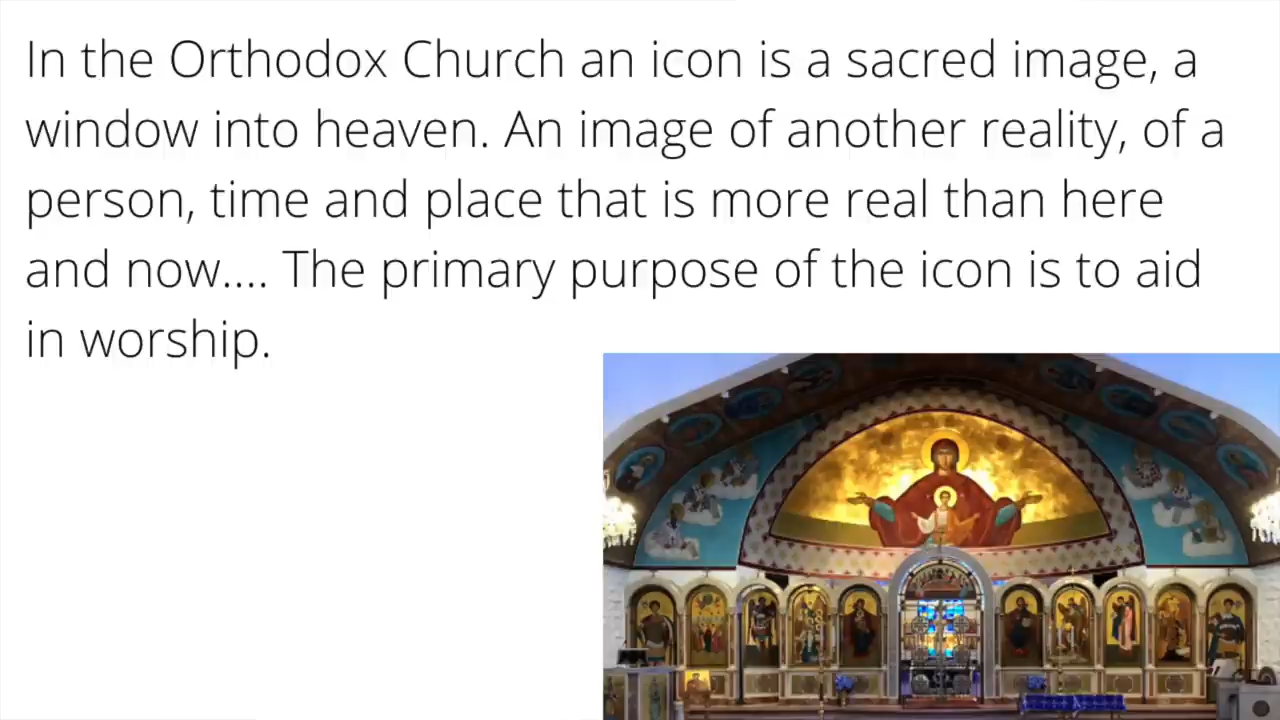 In the Orthodox Church an icon is a sacred image, a
window into heaven. An image of another reality, of a
person, time and place that is more real than here
and now.... The primary purpose of the icon is to aid
in worship.